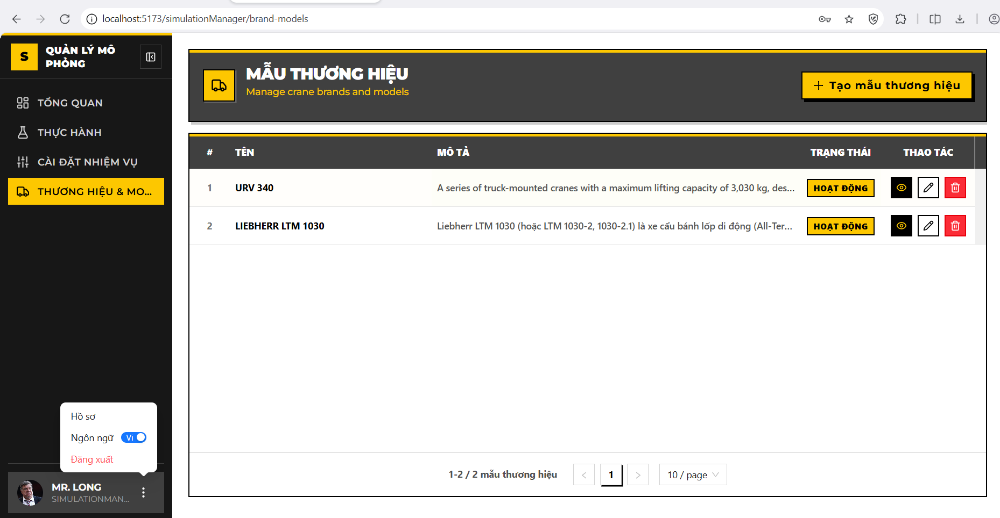 localhost:5173/simulationManager/brand-models
S
QUẢN LÝ MÔ
PHỎNG
TỔNG QUAN
THỰC HÀNH
CÀI ĐẶT NHIỆM VỤ
THƯƠNG HIỆU & MO...
Hồ sơ
Ngôn ngữ Vi
Đăng xuất
MR. LONG
SIMULATIONMAN...
MẪU THƯƠNG HIỆU
Manage crane brands and models
+ Tạo mẫu thương hiệu
# TÊN MÔ TẢ TRẠNG THÁI THAO TÁC
1 URV 340 A series of truck-mounted cranes with a maximum lifting capacity of 3,030 kg, des... HOẠT ĐỘNG
2 LIEBHERR LTM 1030 Liebherr LTM 1030 (hoặc LTM 1030-2, 1030-2.1) là xe cẩu bánh lốp di động (All-Ter... HOẠT ĐỘNG
1-2 / 2 mẫu thương hiệu < 1 > 10 / page